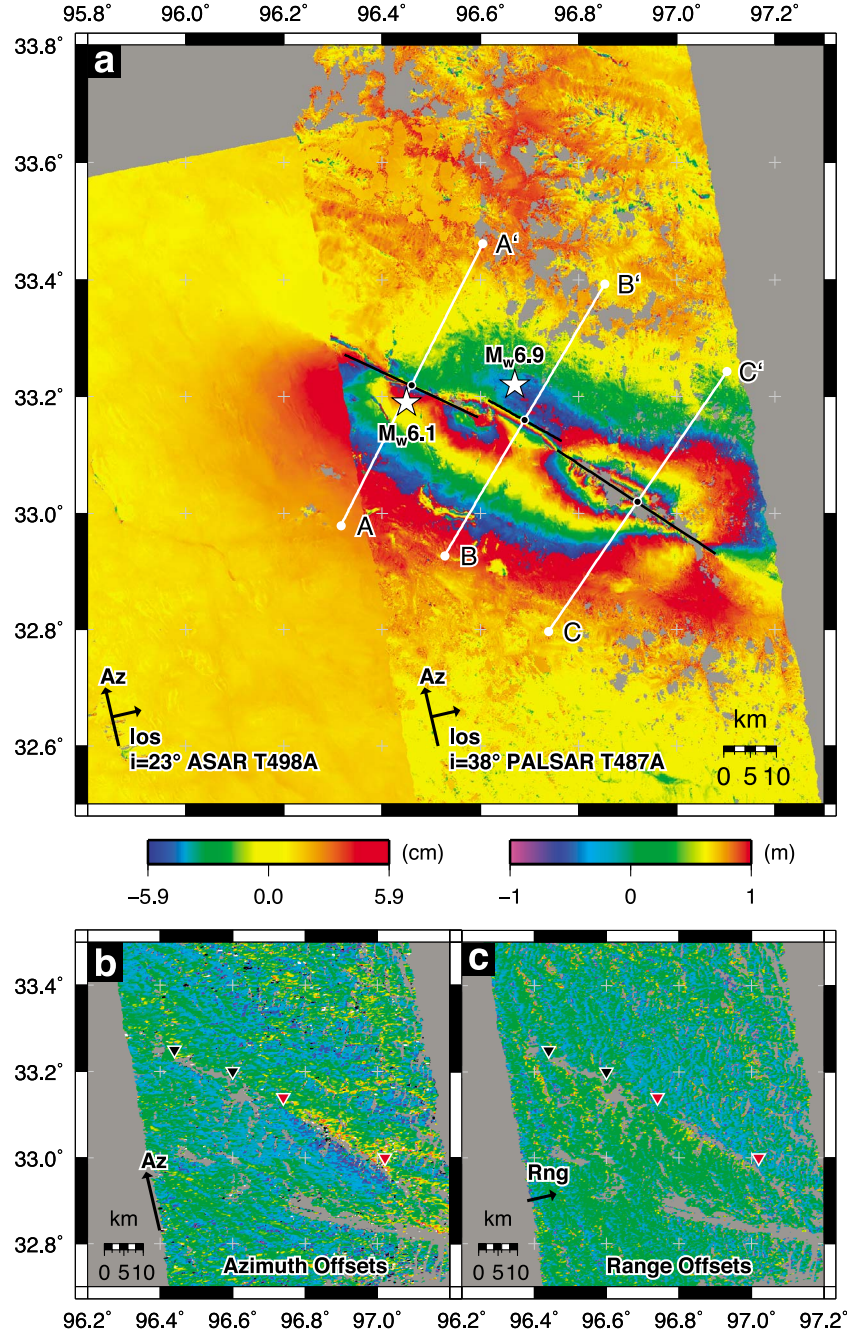 96.2° 96.4° 96.6° 96.8° 97.0° 97.2°
33.8°
a
33.6°
33.4°
A‘
B‘
Mw6.9
C‘
33.2°
Mw6.1
33.0°
A
B
C
32.8°
Az
los
i=23° ASAR T498A
Az
los
i=38° PALSAR T487A
km
0 5 10
32.6°
(cm)
−5.9 0.0 5.9
(m)
−1 0 1
b
33.4°
33.2°
33.0°
Az
km
0 5 10
32.8°
Azimuth Offsets
c
Rng
km
0 5 10
Range Offsets
95.8° 96.2° 96.4° 96.6° 96.8° 97.0° 96.2° 96.4° 96.6° 96.8° 97.0° 97.2°